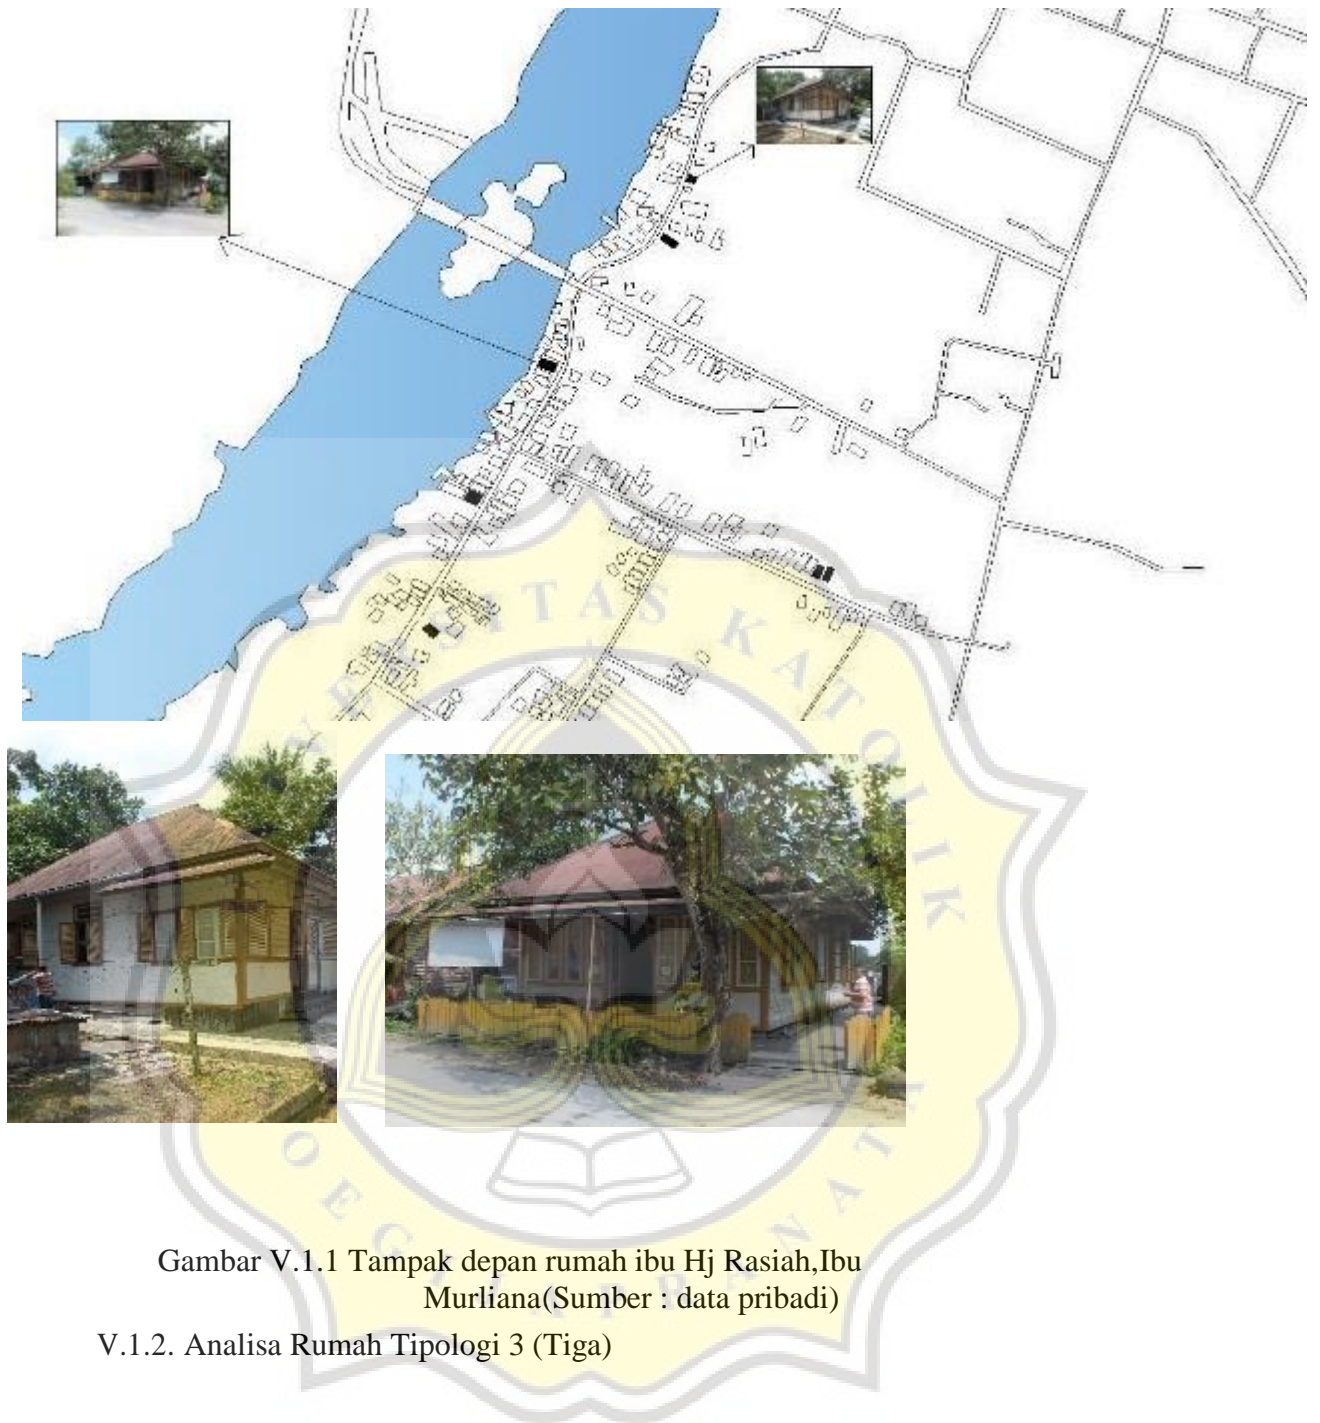 Gambar V.1.1 Tampak depan rumah ibu Hj Rasiah,Ibu
Murliana(Sumber : data pribadi)
V.1.2. Analisa Rumah Tipologi 3 (Tiga)